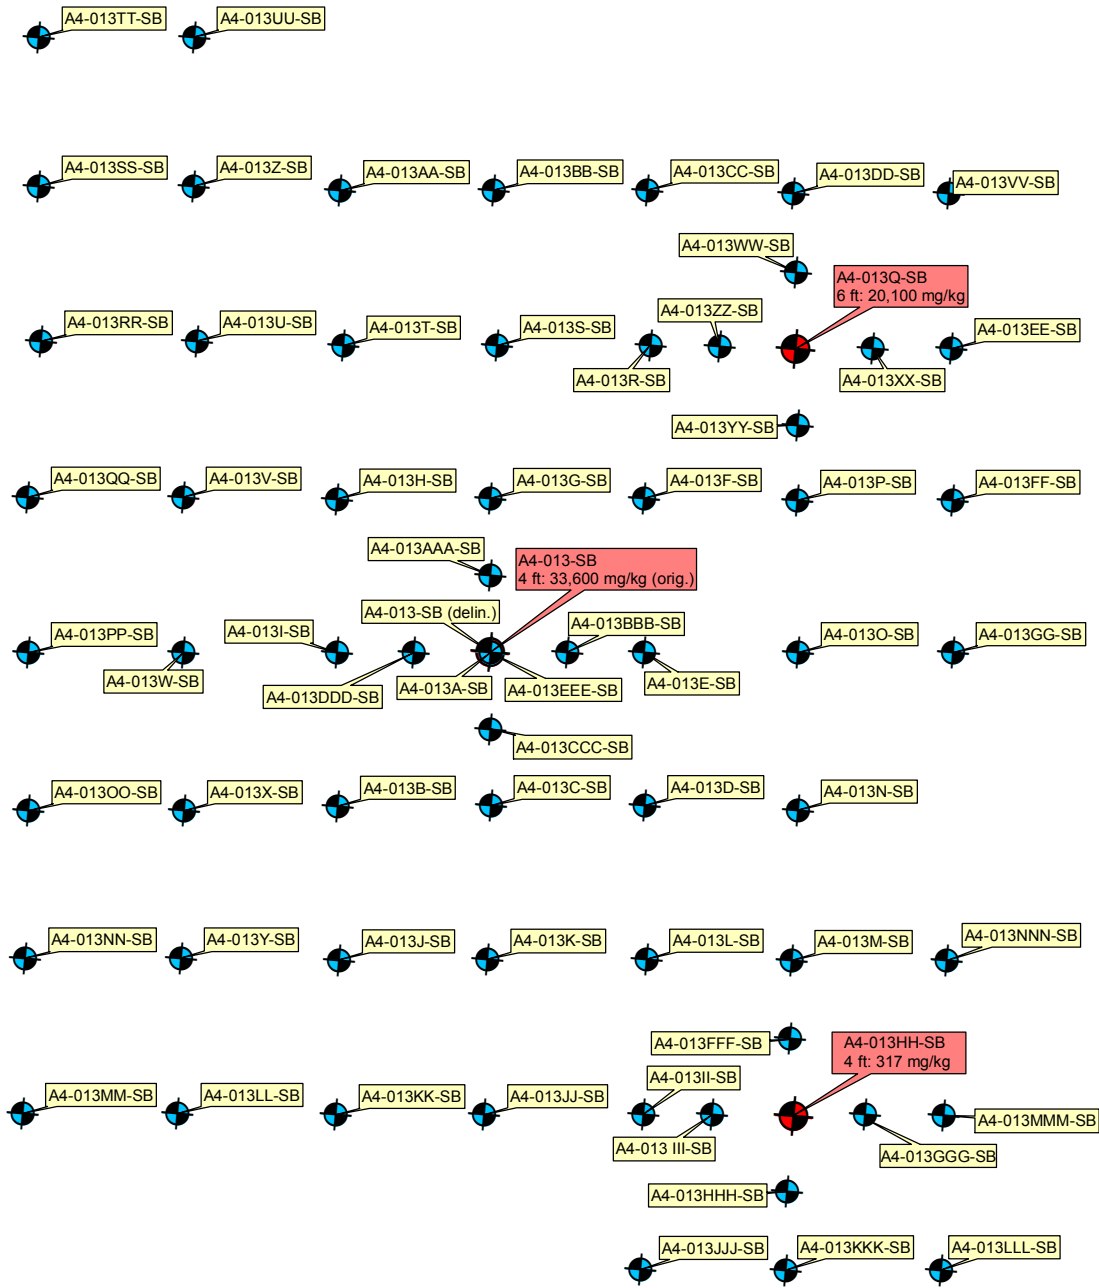 A4-013TT-SB
A4-013UU-SB
A4-013SS-SB
A4-013Z-SB
A4-013AA-SB
A4-013BB-SB
A4-013CC-SB
A4-013DD-SB
A4-013VV-SB
A4-013WW-SB
A4-013Q-SB
6 ft: 20,100 mg/kg
A4-013RR-SB
A4-013U-SB
A4-013T-SB
A4-013S-SB
A4-013ZZ-SB
A4-013EE-SB
A4-013R-SB
A4-013XX-SB
A4-013YY-SB
A4-013QQ-SB
A4-013V-SB
A4-013H-SB
A4-013G-SB
A4-013F-SB
A4-013P-SB
A4-013FF-SB
A4-013AAA-SB
A4-013-SB
4 ft: 33,600 mg/kg (orig.)
A4-013-SB (delin.)
A4-013PP-SB
A4-013I-SB
A4-013BBB-SB
A4-013O-SB
A4-013GG-SB
A4-013W-SB
A4-013DDD-SB
A4-013A-SB
A4-013EEE-SB
A4-013E-SB
A4-013CCC-SB
A4-013OO-SB
A4-013X-SB
A4-013B-SB
A4-013C-SB
A4-013D-SB
A4-013N-SB
A4-013NN-SB
A4-013Y-SB
A4-013J-SB
A4-013K-SB
A4-013L-SB
A4-013M-SB
A4-013NNN-SB
A4-013FFF-SB
A4-013HH-SB
4 ft: 317 mg/kg
A4-013MM-SB
A4-013LL-SB
A4-013KK-SB
A4-013JJ-SB
A4-013II-SB
A4-013MMM-SB
A4-013 III-SB
A4-013GGG-SB
A4-013HHH-SB
A4-013JJJ-SB
A4-013KKK-SB
A4-013LLL-SB